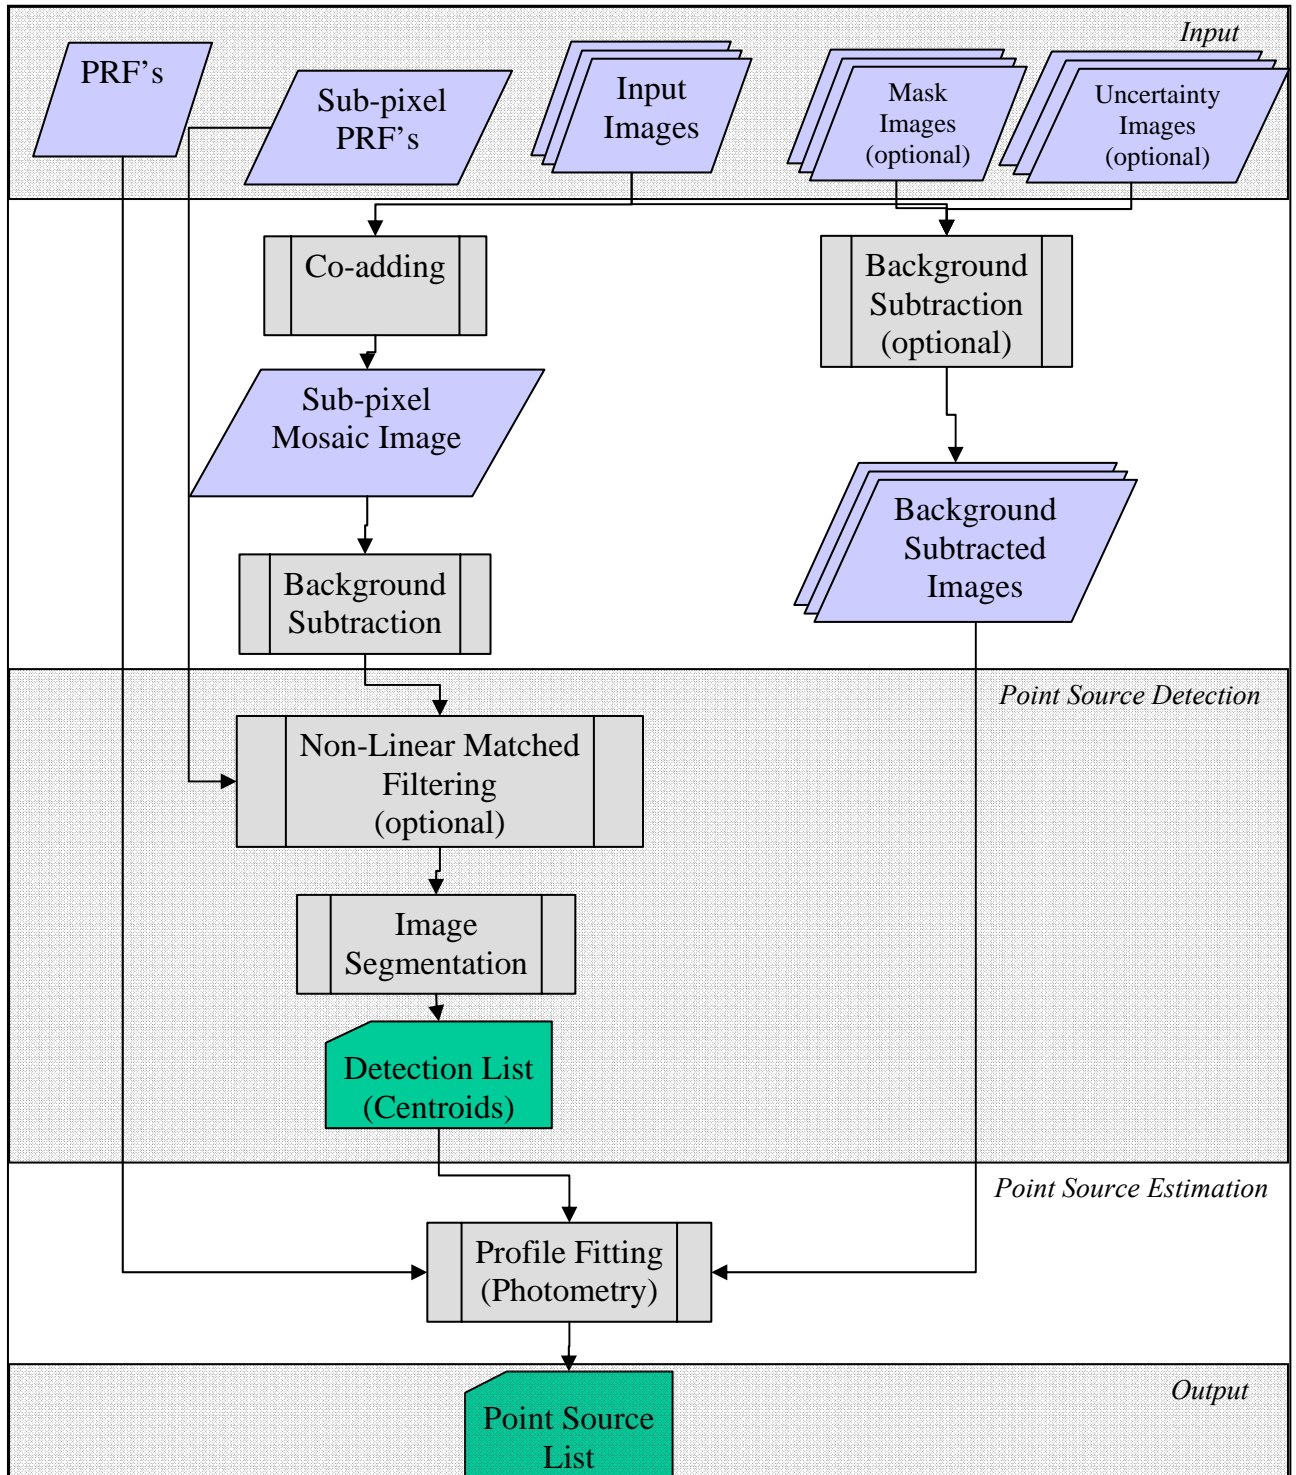 Input
PRF's
Sub-pixel
PRF's
Input
Images
Mask
Images
(optional)
Uncertainty
Images
(optional)
Co-adding
Background
Subtraction
(optional)
Sub-pixel
Mosaic Image
Background
Subtracted
Images
Background
Subtraction
Point Source Detection
Non-Linear Matched
Filtering
(optional)
Image
Segmentation
Detection List
(Centroids)
Point Source Estimation
Profile Fitting
(Photometry)
Output
Point Source
List